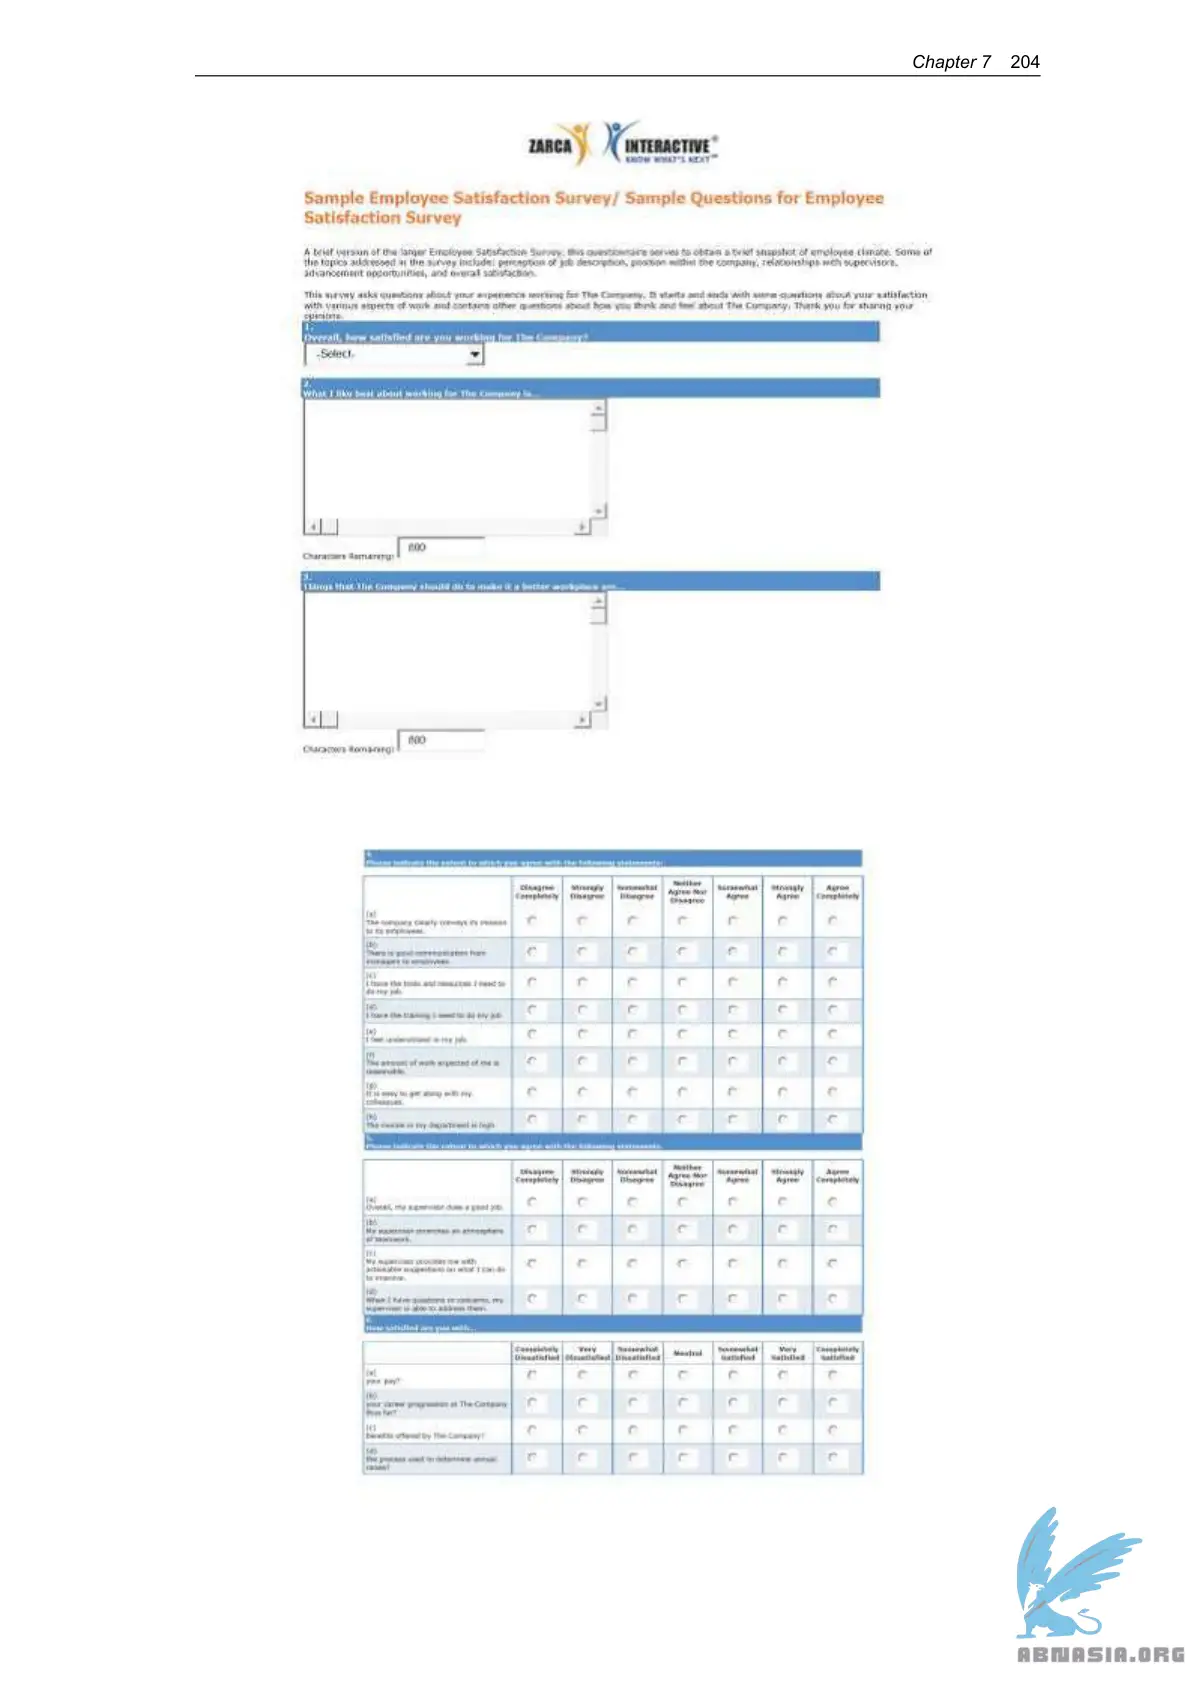 Chapter 7 204
ZARCA INTERACTIVE®
KNOW WHAT'S NEXT™
Sample Employee Satisfaction Survey/ Sample Questions for Employee
Satisfaction Survey
A brief version of the larger Employee Satisfaction Survey, this questionnaire serves to obtain a brief snapshot of employee climate. Some of
the topics addressed in the survey include: perception of job description, position within the company, relationships with supervisors,
advancement opportunities, and overall satisfaction.
This survey asks questions about your experience working for The Company. It starts and ends with some questions about your satisfaction
with various aspects of work and contains other questions about how you think and feel about The Company. Thank you for sharing your
opinions.
1.
Overall, how satisfied are you working for The Company?
-Select-
2.
What I like best about working for The Company is...
Characters Remaining: 600
3.
Things that The Company should do to make it a better workplace are...
Characters Remaining: 600
4.
Please indicate the extent to which you agree with the following statements:
Disagree Completely Strongly Disagree Somewhat Disagree Neither Agree Nor Disagree Somewhat Agree Strongly Agree Agree Completely
(a)
The company clearly conveys its mission
to its employees.
(b)
There is good communication from
managers to employees.
(c)
I have the tools and resources I need to
do my job.
(d)
I have the training I need to do my job.
(e)
I feel underutilized in my job.
(f)
The amount of work expected of me is
reasonable.
(g)
It is easy to get along with my
colleagues.
(h)
The morale in my department is high.
5.
Please indicate the extent to which you agree with the following statements.
Disagree Completely Strongly Disagree Somewhat Disagree Neither Agree Nor Disagree Somewhat Agree Strongly Agree Agree Completely
(a)
Overall, my supervisor does a good job.
(b)
My supervisor promotes an atmosphere
of teamwork.
(c)
My supervisor provides me with
actionable suggestions on what I can do
to improve.
(d)
When I have questions or concerns, my
supervisor is able to address them.
6.
How satisfied are you with...
Completely Dissatisfied Very Dissatisfied Somewhat Dissatisfied Neutral Somewhat Satisfied Very Satisfied Completely Satisfied
(a)
your pay?
(b)
your career progression at The Company
thus far?
(c)
Benefits offered by The Company?
(d)
the process used to determine annual
raises?
ABNASIA.ORG